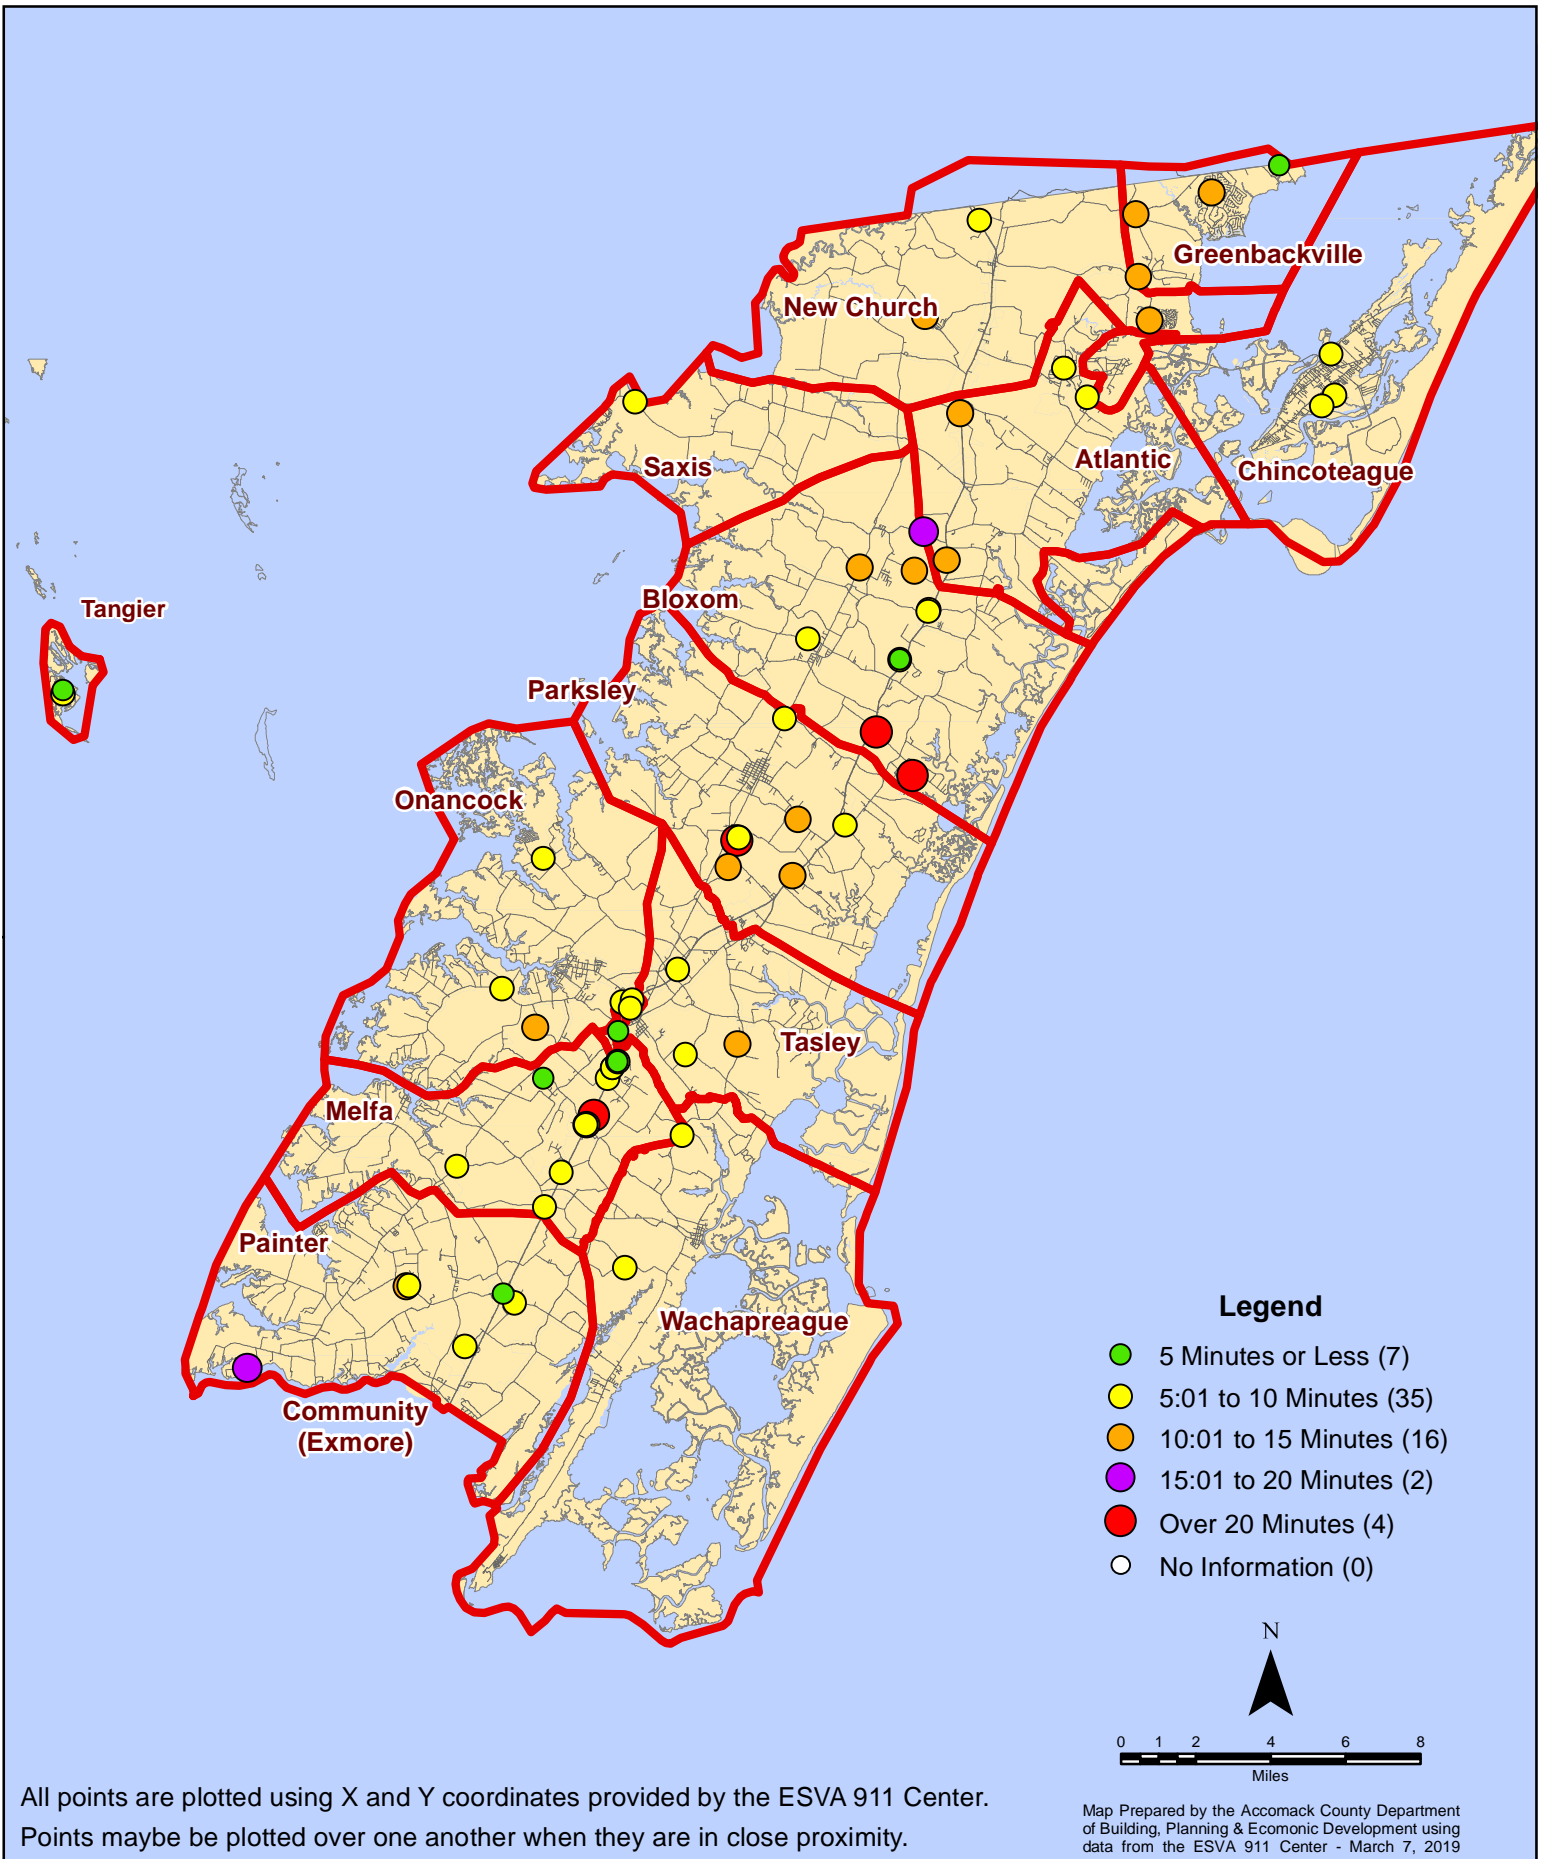 Greenbackville
New Church
Atlantic
Chincoteague
Saxis
Bloxom
Tangier
Parksley
Onancock
Tasley
Melfa
Painter
Wachapreague
Community
(Exmore)
Legend
5 Minutes or Less (7)
5:01 to 10 Minutes (35)
10:01 to 15 Minutes (16)
15:01 to 20 Minutes (2)
Over 20 Minutes (4)
No Information (0)
N
0 1 2 4 6 8
Miles
All points are plotted using X and Y coordinates provided by the ESVA 911 Center.
Points maybe be plotted over one another when they are in close proximity.
Map Prepared by the Accomack County Department
of Building, Planning & Ecomonic Development using
data from the ESVA 911 Center - March 7, 2019